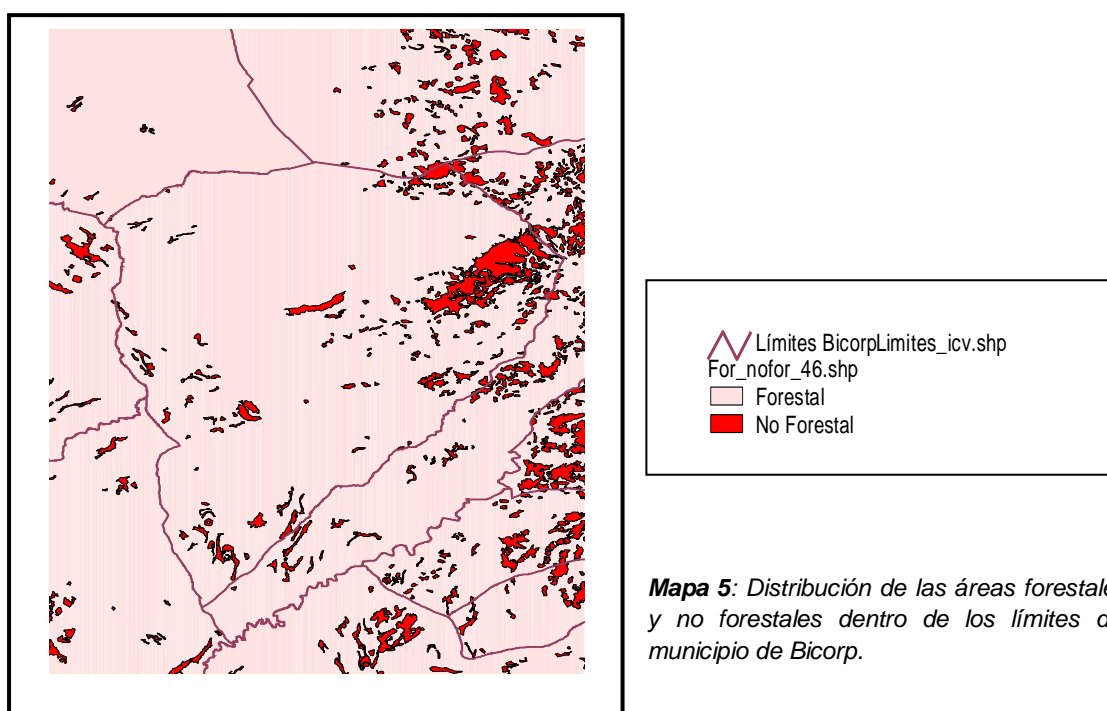 Límites BicorpLimites_icv.shp
For_nofor_46.shp
Forestal
No Forestal
Mapa 5: Distribución de las áreas forestale
y no forestales dentro de los límites d
municipio de Bicorp.